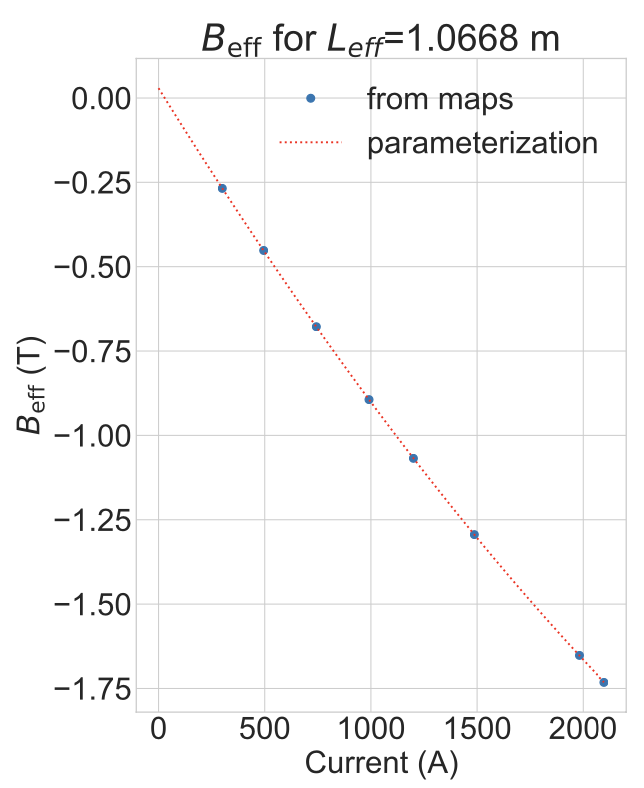 B_eff for L_eff=1.0668 m
from maps
parameterization
0.00
−0.25
−0.50
−0.75
−1.00
−1.25
−1.50
−1.75
B_eff (T)
0 500 1000 1500 2000
Current (A)